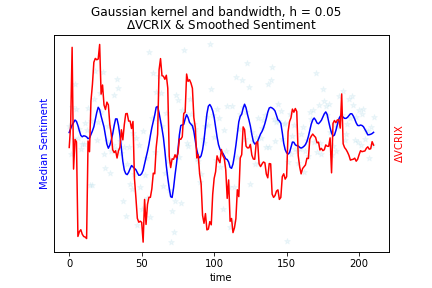 Gaussian kernel and bandwidth, h = 0.05
ΔVCRIX & Smoothed Sentiment
Median Sentiment
ΔVCRIX
0 50 100 150 200
time